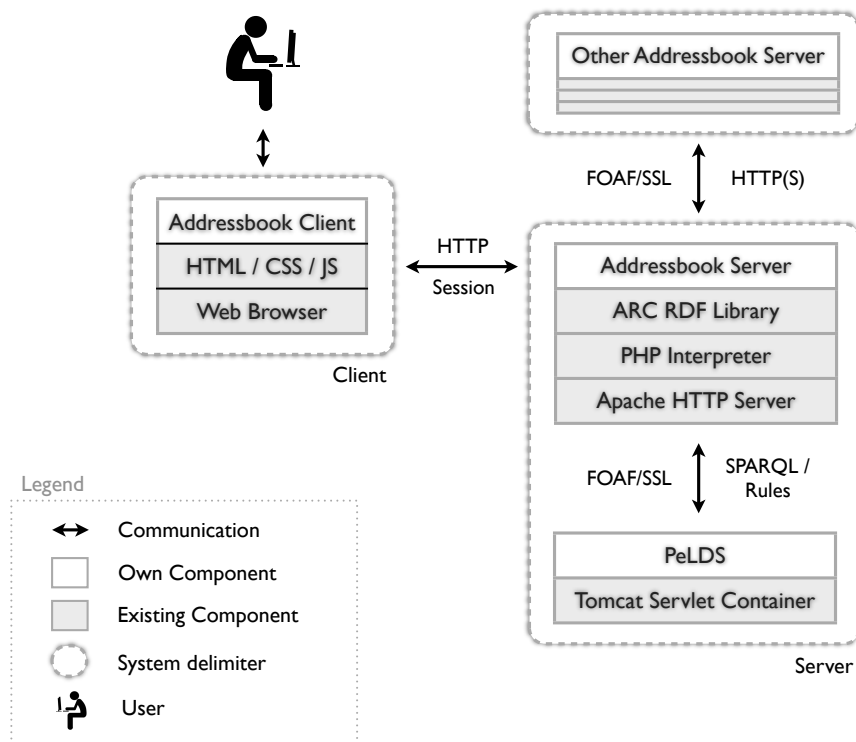 Other Addressbook Server
FOAF/SSL
HTTP(S)
Addressbook Client
HTML / CSS / JS
Web Browser
Client
HTTP
Session
Addressbook Server
ARC RDF Library
PHP Interpreter
Apache HTTP Server
FOAF/SSL
SPARQL /
Rules
PeLDS
Tomcat Servlet Container
Server
Legend
Communication
Own Component
Existing Component
System delimiter
User